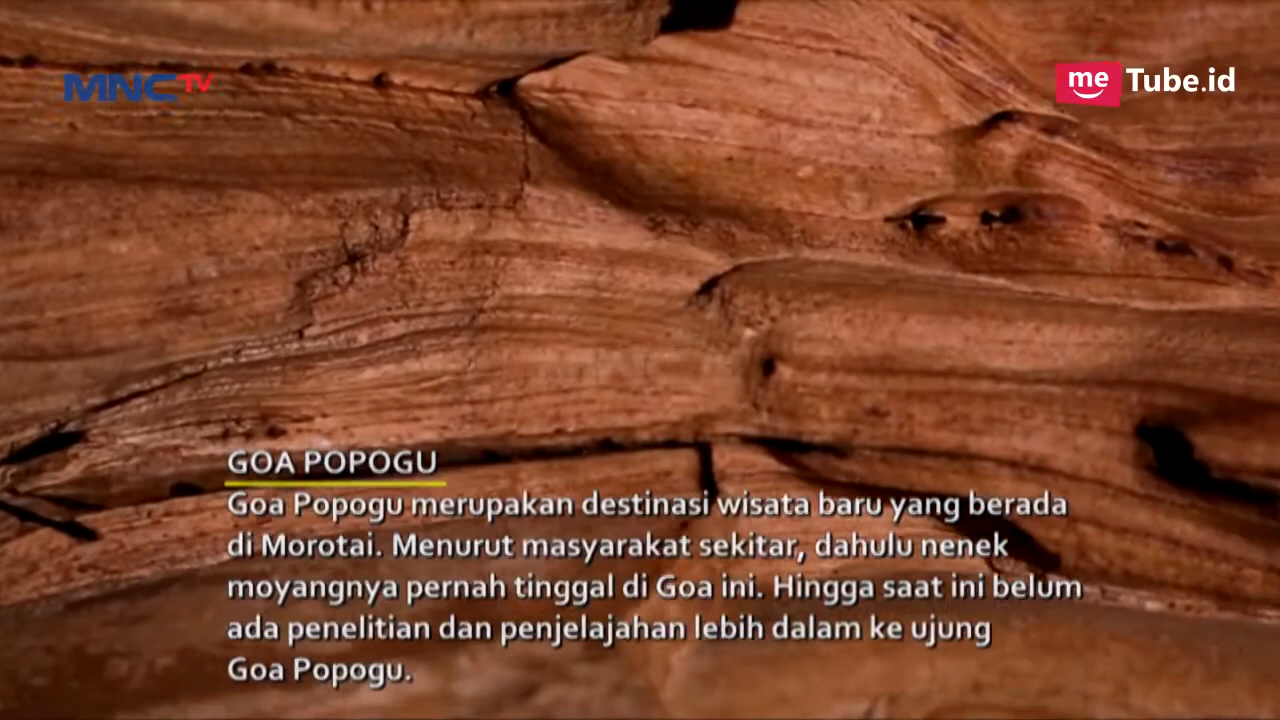 MNCTV
me Tube.id
GOA POPOGU
Goa Popogu merupakan destinasi wisata baru yang berada
di Morotai. Menurut masyarakat sekitar, dahulu nenek
moyangnya pernah tinggal di Goa ini. Hingga saat ini belum
ada penelitian dan penjelajahan lebih dalam ke ujung
Goa Popogu.